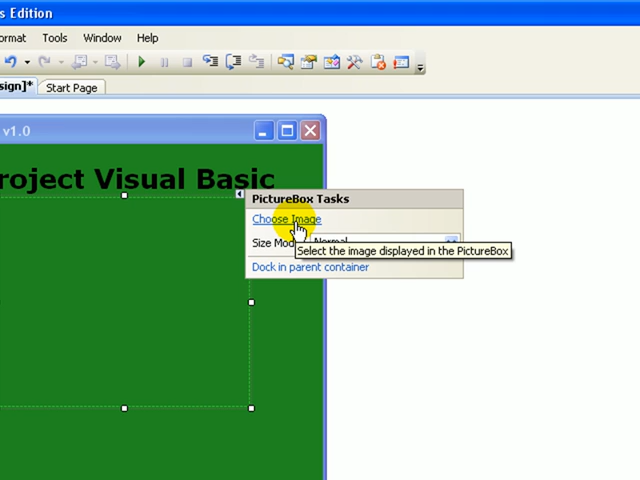 s Edition
ormat Tools Window Help
sign]* Start Page
v1.0
roject Visual Basic
PictureBox Tasks
Choose Image
Size Mod Normal
Select the image displayed in the PictureBox
Dock in parent container